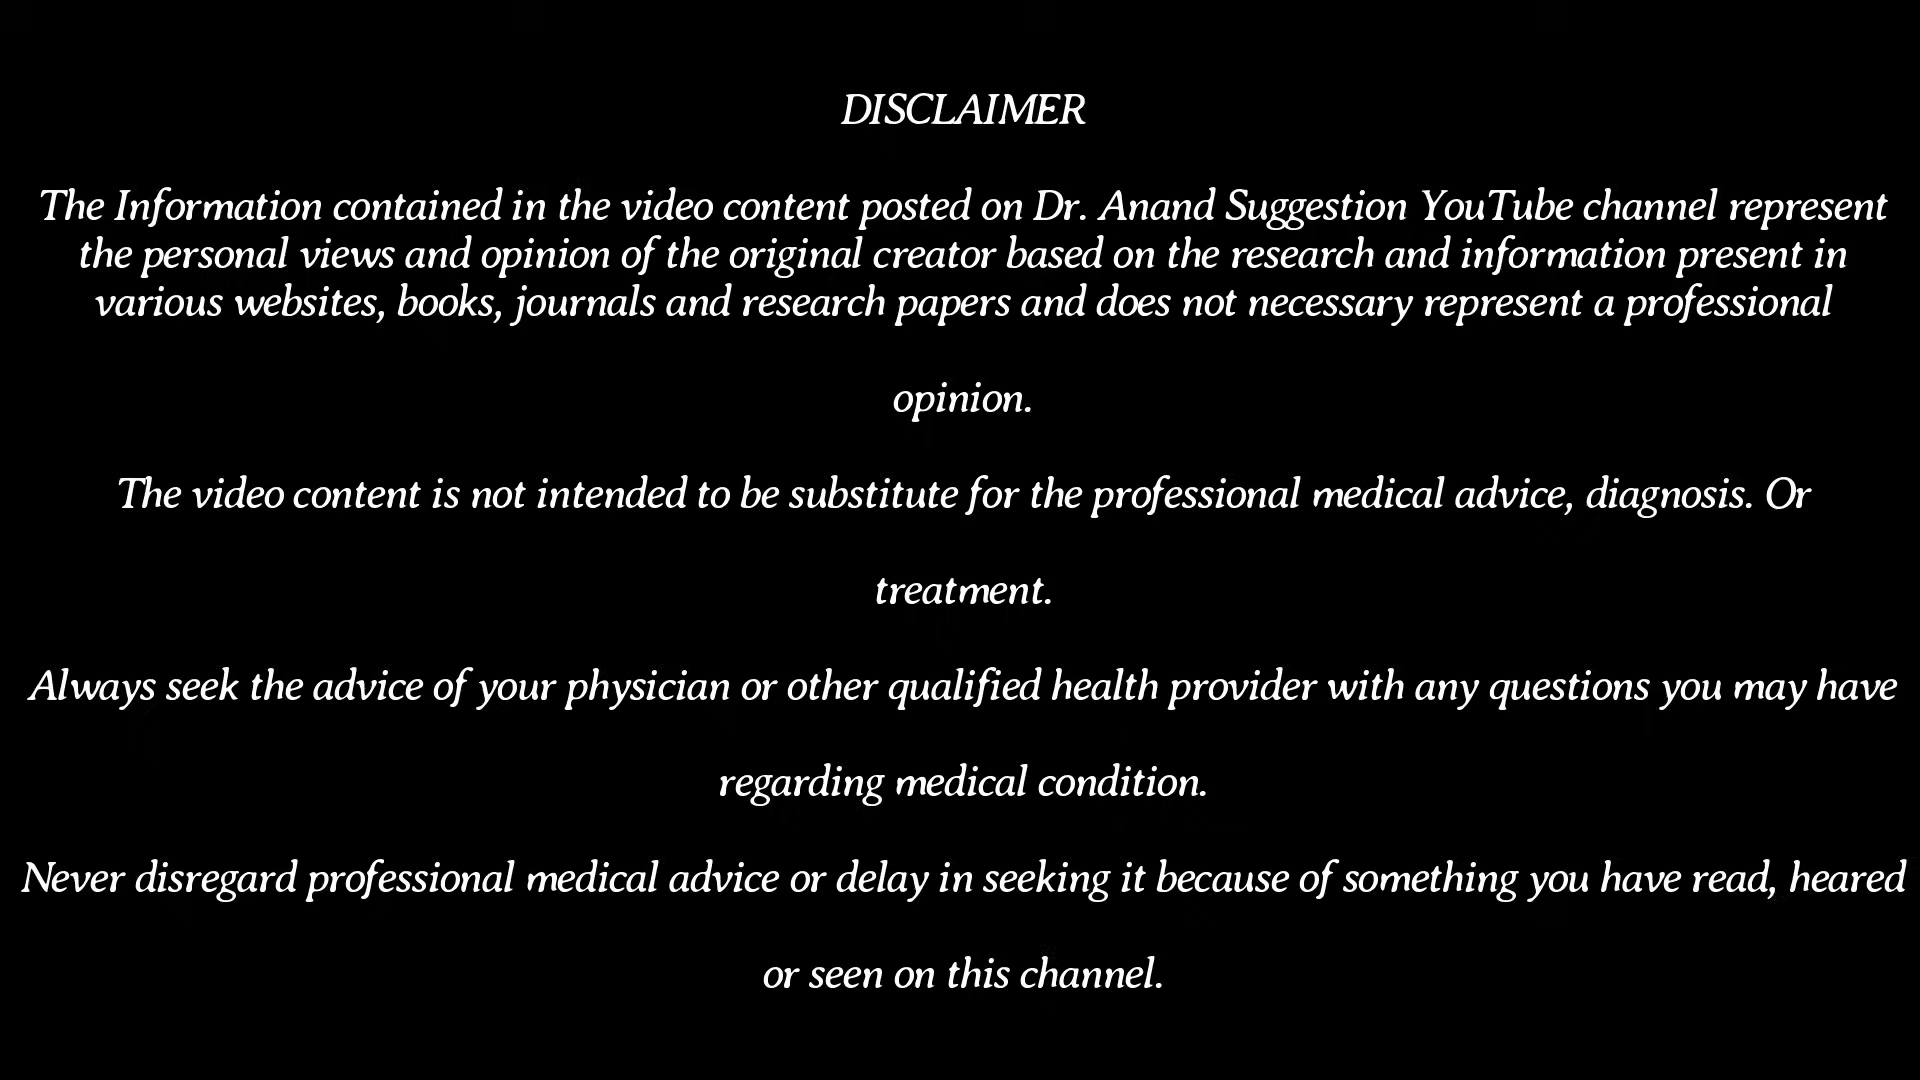 DISCLAIMER
The Information contained in the video content posted on Dr. Anand Suggestion YouTube channel represent
the personal views and opinion of the original creator based on the research and information present in
various websites, books, journals and research papers and does not necessary represent a professional
opinion.
The video content is not intended to be substitute for the professional medical advice, diagnosis. Or
treatment.
Always seek the advice of your physician or other qualified health provider with any questions you may have
regarding medical condition.
Never disregard professional medical advice or delay in seeking it because of something you have read, heared
or seen on this channel.